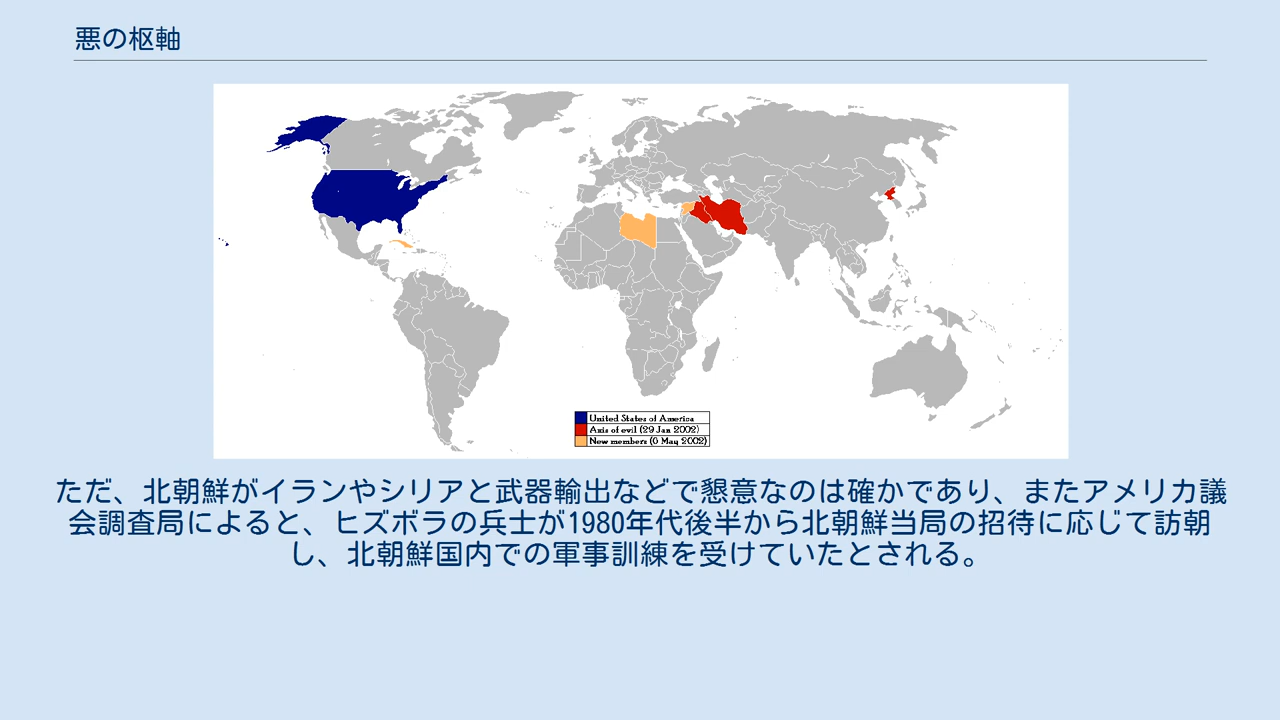 悪の枢軸
United States of America
Axis of evil (29 Jan 2002)
New members (6 May 2002)
ただ、北朝鮮がイランやシリアと武器輸出などで懇意なのは確かであり、またアメリカ議
会調査局によると、ヒズボラの兵士が1980年代後半から北朝鮮当局の招待に応じて訪朝
し、北朝鮮国内での軍事訓練を受けていたとされる。